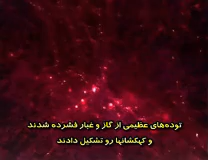 توده‌های عظیمی از گاز و غبار فشرده شدند
و کهکشانها رو تشکیل دادند